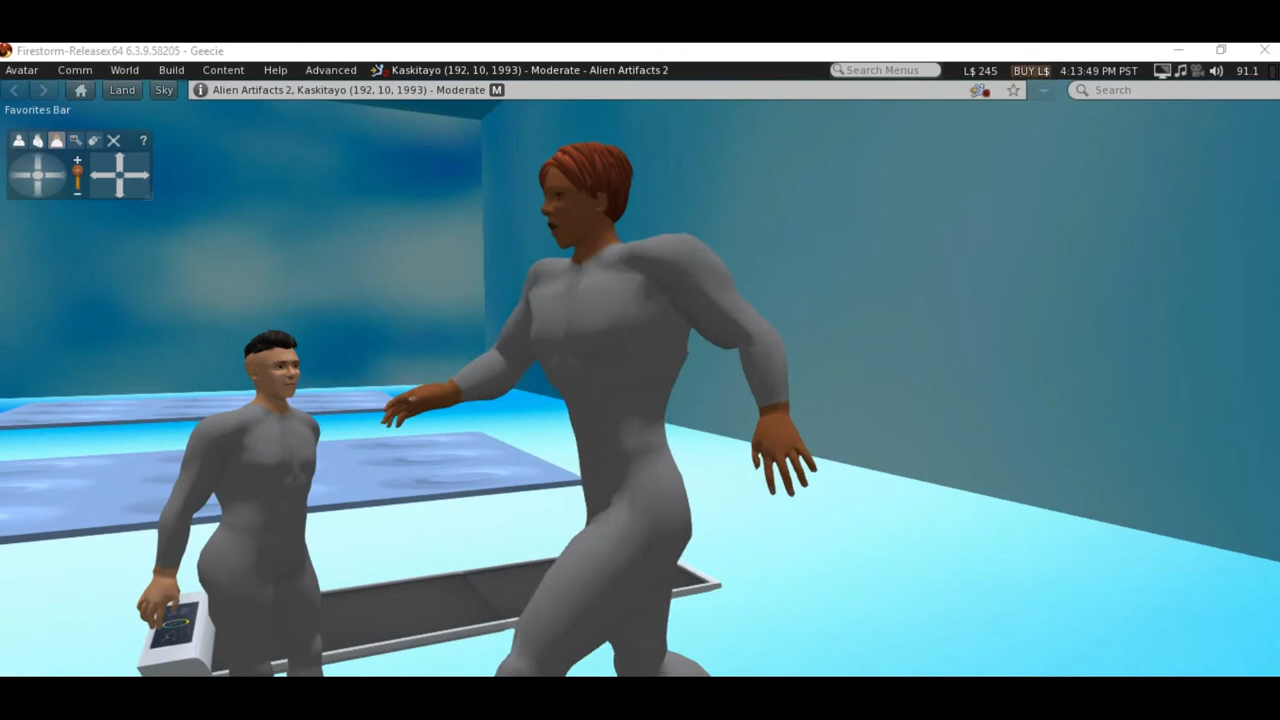 Firestorm-Releasex64 6.3.9.58205 - Geecie
Avatar Comm World Build Content Help Advanced Kaskitayo (192, 10, 1993) - Moderate - Alien Artifacts 2 Search Menus L$ 245 BUY L$ 4:13:49 PM PST 91.1
Land Sky Alien Artifacts 2, Kaskitayo (192, 10, 1993) - Moderate M Search
Favorites Bar
?